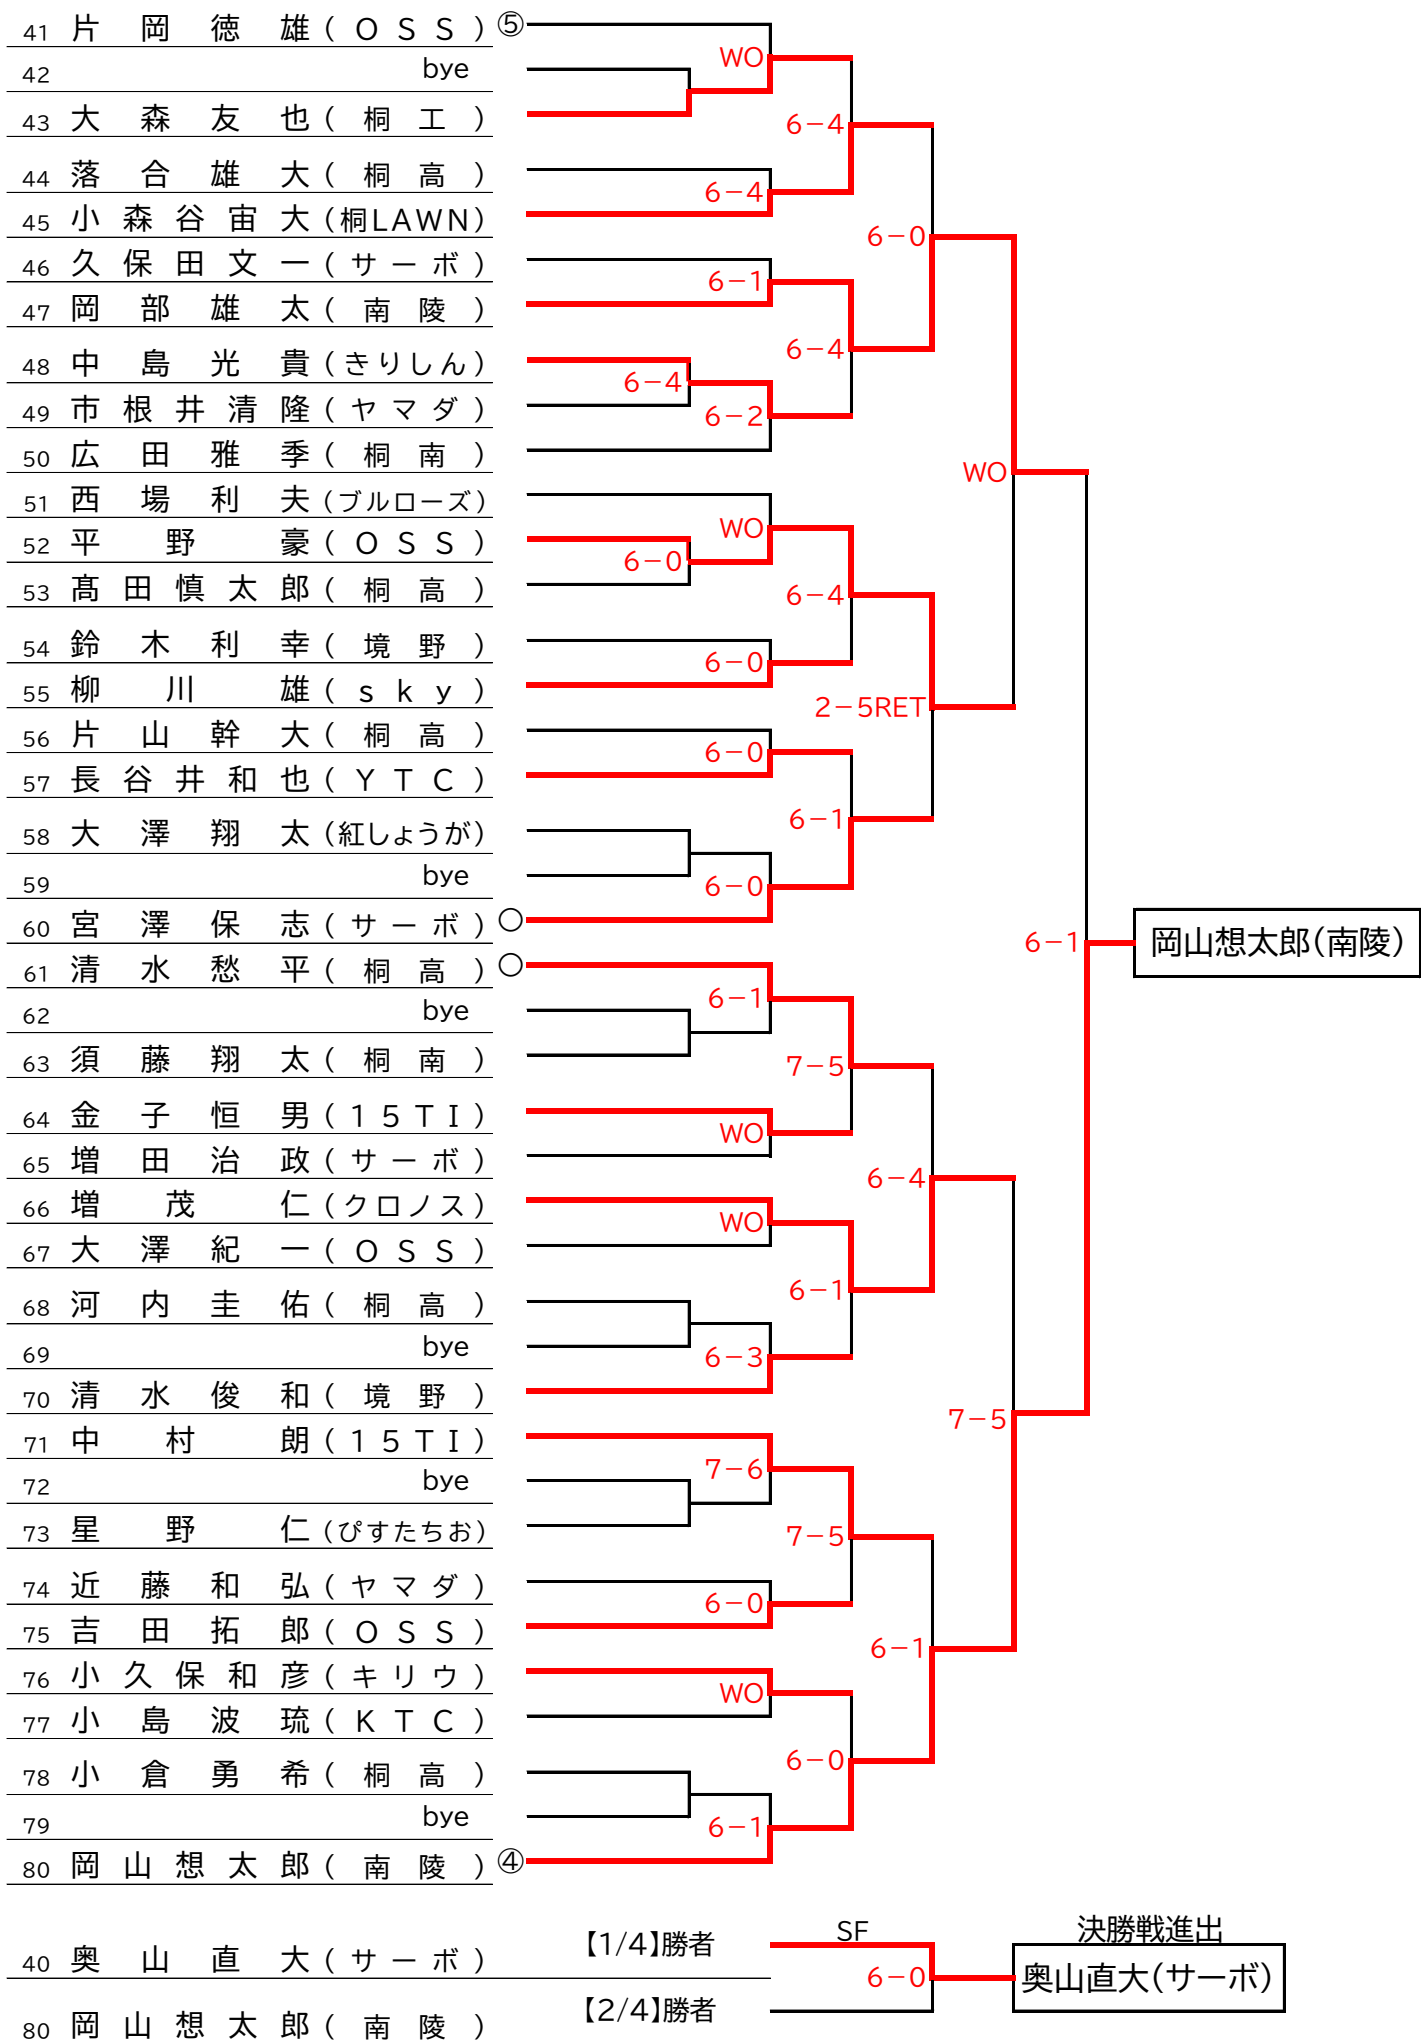 41 片岡徳雄(OSS)⑤
WO
42 bye
43 大森友也(桐工)
6-4
44 落合雄大(桐高)
6-4
45 小森谷宙大(桐LAWN)
6-0
46 久保田文一(サーボ)
6-1
47 岡部雄太(南陵)
6-4
48 中島光貴(きりしん)
6-4
49 市根井清隆(ヤマダ)
6-2
50 広田雅季(桐南)
WO
51 西場利夫(ブルローズ)
WO
52 平野豪(OSS)
6-0
53 髙田慎太郎(桐高)
6-4
54 鈴木利幸(境野)
6-0
55 柳川雄(sky)
2-5RET
56 片山幹大(桐高)
6-0
57 長谷井和也(YTC)
6-1
58 大澤翔太(紅しょうが)
59 bye
6-0
60 宮澤保志(サーボ)○
6-1 岡山想太郎(南陵)
61 清水愁平(桐高)○
6-1
62 bye
63 須藤翔太(桐南)
7-5
64 金子恒男(15TI)
WO
65 増田治政(サーボ)
6-4
66 増茂仁(クロノス)
WO
67 大澤紀一(OSS)
6-1
68 河内圭佑(桐高)
69 bye
6-3
70 清水俊和(境野)
7-5
71 中村朗(15TI)
7-6
72 bye
73 星野仁(ぴすたちお)
7-5
74 近藤和弘(ヤマダ)
6-0
75 吉田拓郎(OSS)
6-1
76 小久保和彦(キリウ)
WO
77 小島波琉(KTC)
6-0
78 小倉勇希(桐高)
79 bye
6-1
80 岡山想太郎(南陵)④
【1/4】勝者 SF 決勝戦進出
40 奥山直大(サーボ)
6-0 奥山直大(サーボ)
【2/4】勝者
80 岡山想太郎(南陵)